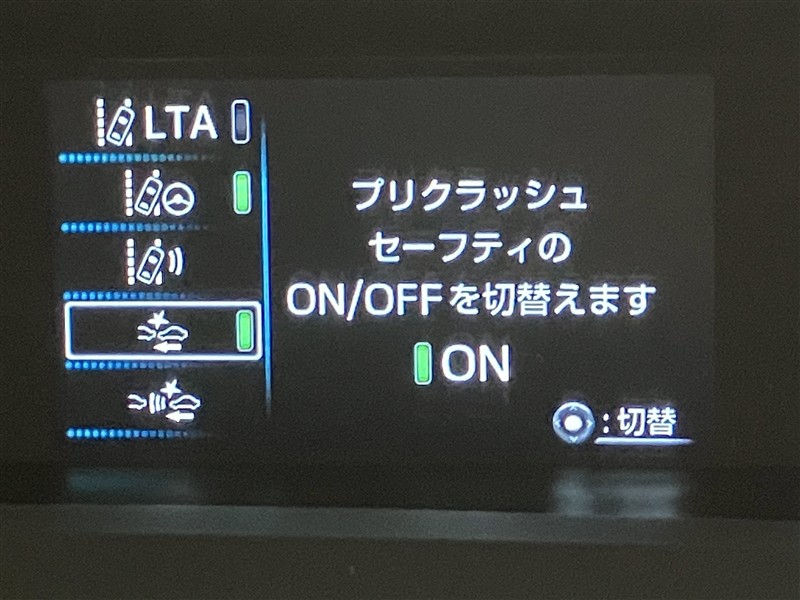 LTA
プリクラッシュ
セーフティの
ON/OFFを切替えます
ON
:切替